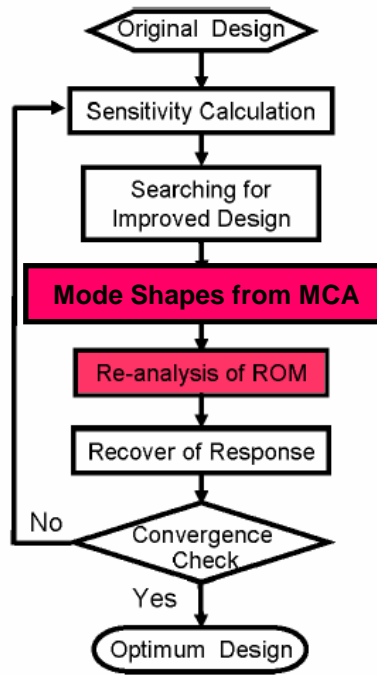 Original Design
Sensitivity Calculation
Searching for
Improved Design
Mode Shapes from MCA
Re-analysis of ROM
Recover of Response
No
Convergence
Check
Yes
Optimum Design